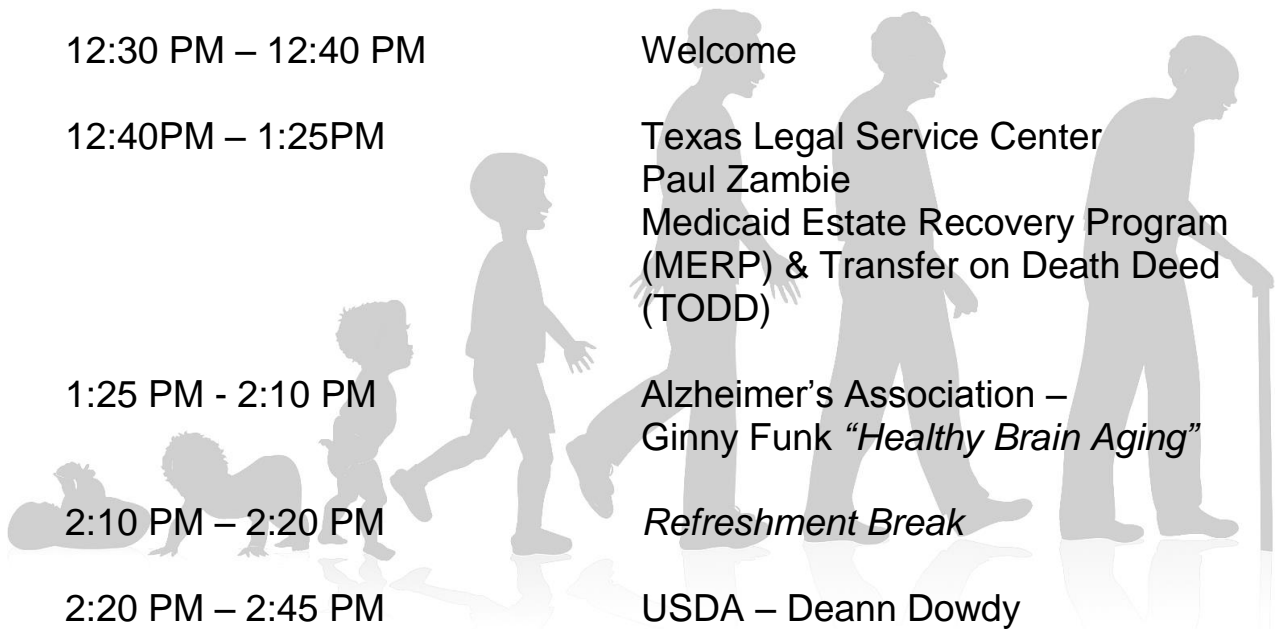 12:30 PM – 12:40 PM Welcome
12:40PM – 1:25PM Texas Legal Service Center
Paul Zambie
Medicaid Estate Recovery Program
(MERP) & Transfer on Death Deed
(TODD)
1:25 PM - 2:10 PM Alzheimer’s Association –
Ginny Funk “Healthy Brain Aging”
2:10 PM – 2:20 PM Refreshment Break
2:20 PM – 2:45 PM USDA – Deann Dowdy